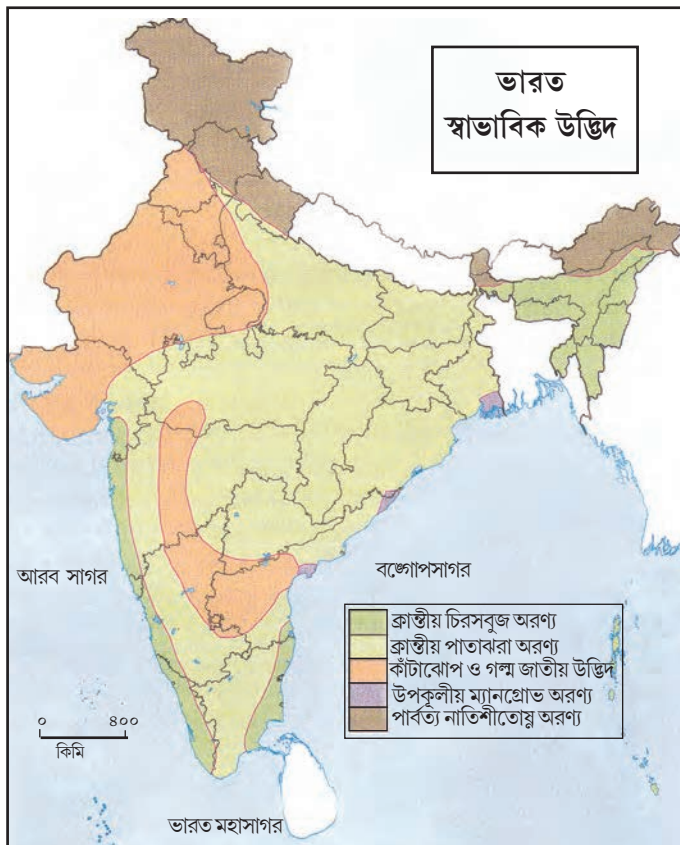 ভারত
স্বাভাবিক উদ্ভিদ
আরব সাগর
বঙ্গোপসাগর
ক্রান্তীয় চিরসবুজ অরণ্য
ক্রান্তীয় পাতাঝরা অরণ্য
কাঁটাঝোপ ও গল্ম জাতীয় উদ্ভিদ
উপকূলীয় ম্যানগ্রোভ অরণ্য
পার্বত্য নাতিশীতোষ্ণ অরণ্য
০ ৪০০
কিমি
ভারত মহাসাগর